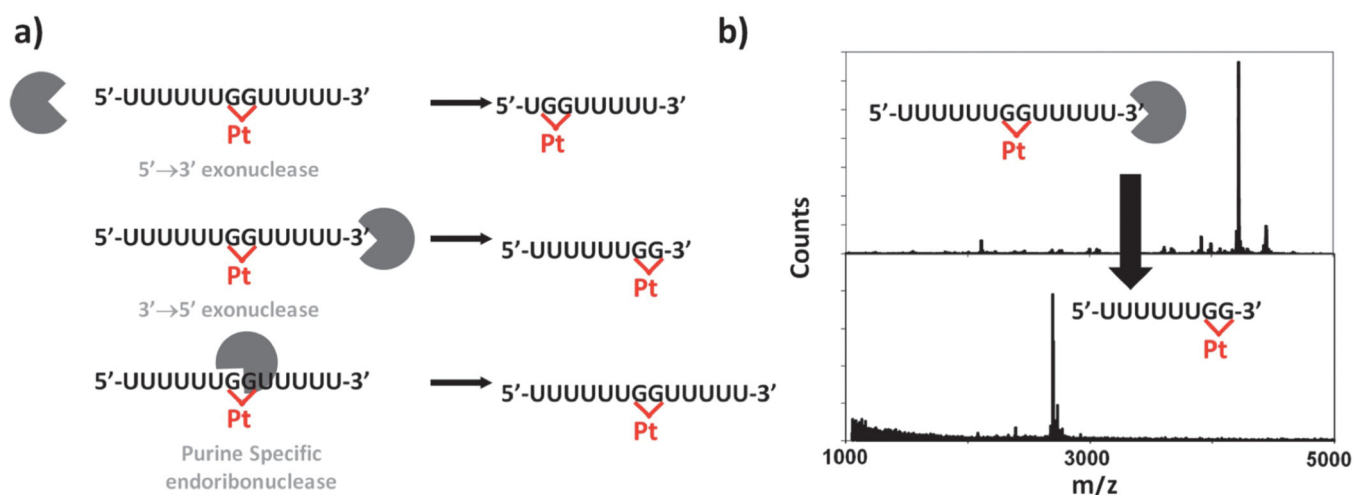 a)
5’-UUUUUUGGUUUUU-3’
Pt
5’→3’ exonuclease
5’-UGGUUUUU-3’
Pt
5’-UUUUUUGGUUUUU-3’
Pt
3’→5’ exonuclease
5’-UUUUUUGG-3’
Pt
5’-UUUUUUGGUUUUU-3’
Pt
Purine Specific
endoribonuclease
5’-UUUUUUGGUUUUU-3’
Pt
b)
Counts
5’-UUUUUUGGUUUUU-3’
Pt
5’-UUUUUUGG-3’
Pt
1000
3000
5000
m/z